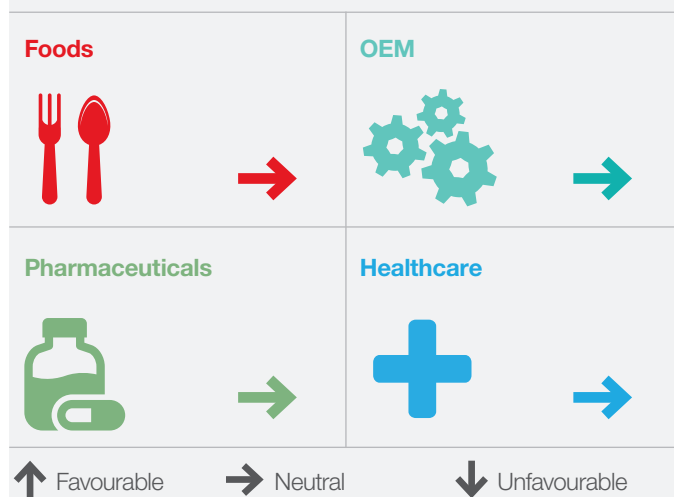 Foods
OEM
Pharmaceuticals
Healthcare
Favourable
Neutral
Unfavourable